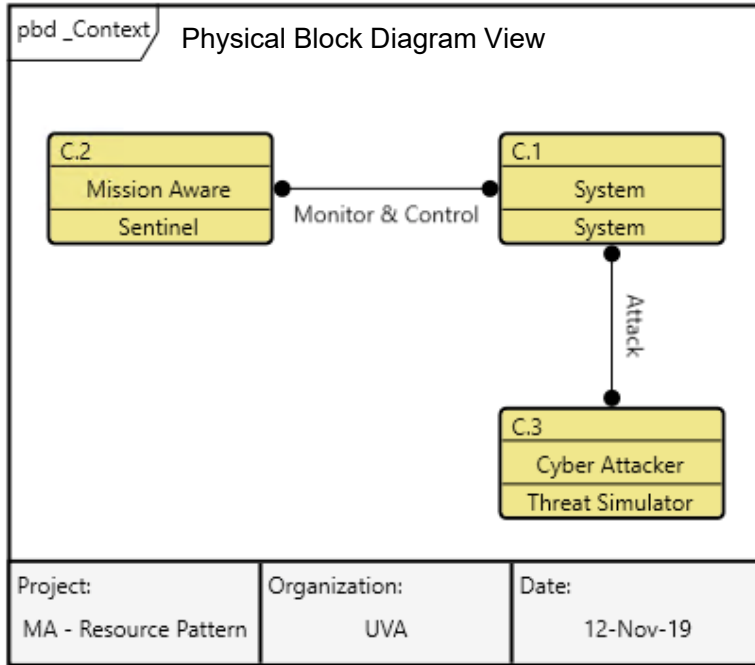 pbd _Context
Physical Block Diagram View
C.2
Mission Aware
Sentinel
Monitor & Control
C.1
System
System
Attack
C.3
Cyber Attacker
Threat Simulator
Project:
MA - Resource Pattern
Organization:
UVA
Date:
12-Nov-19